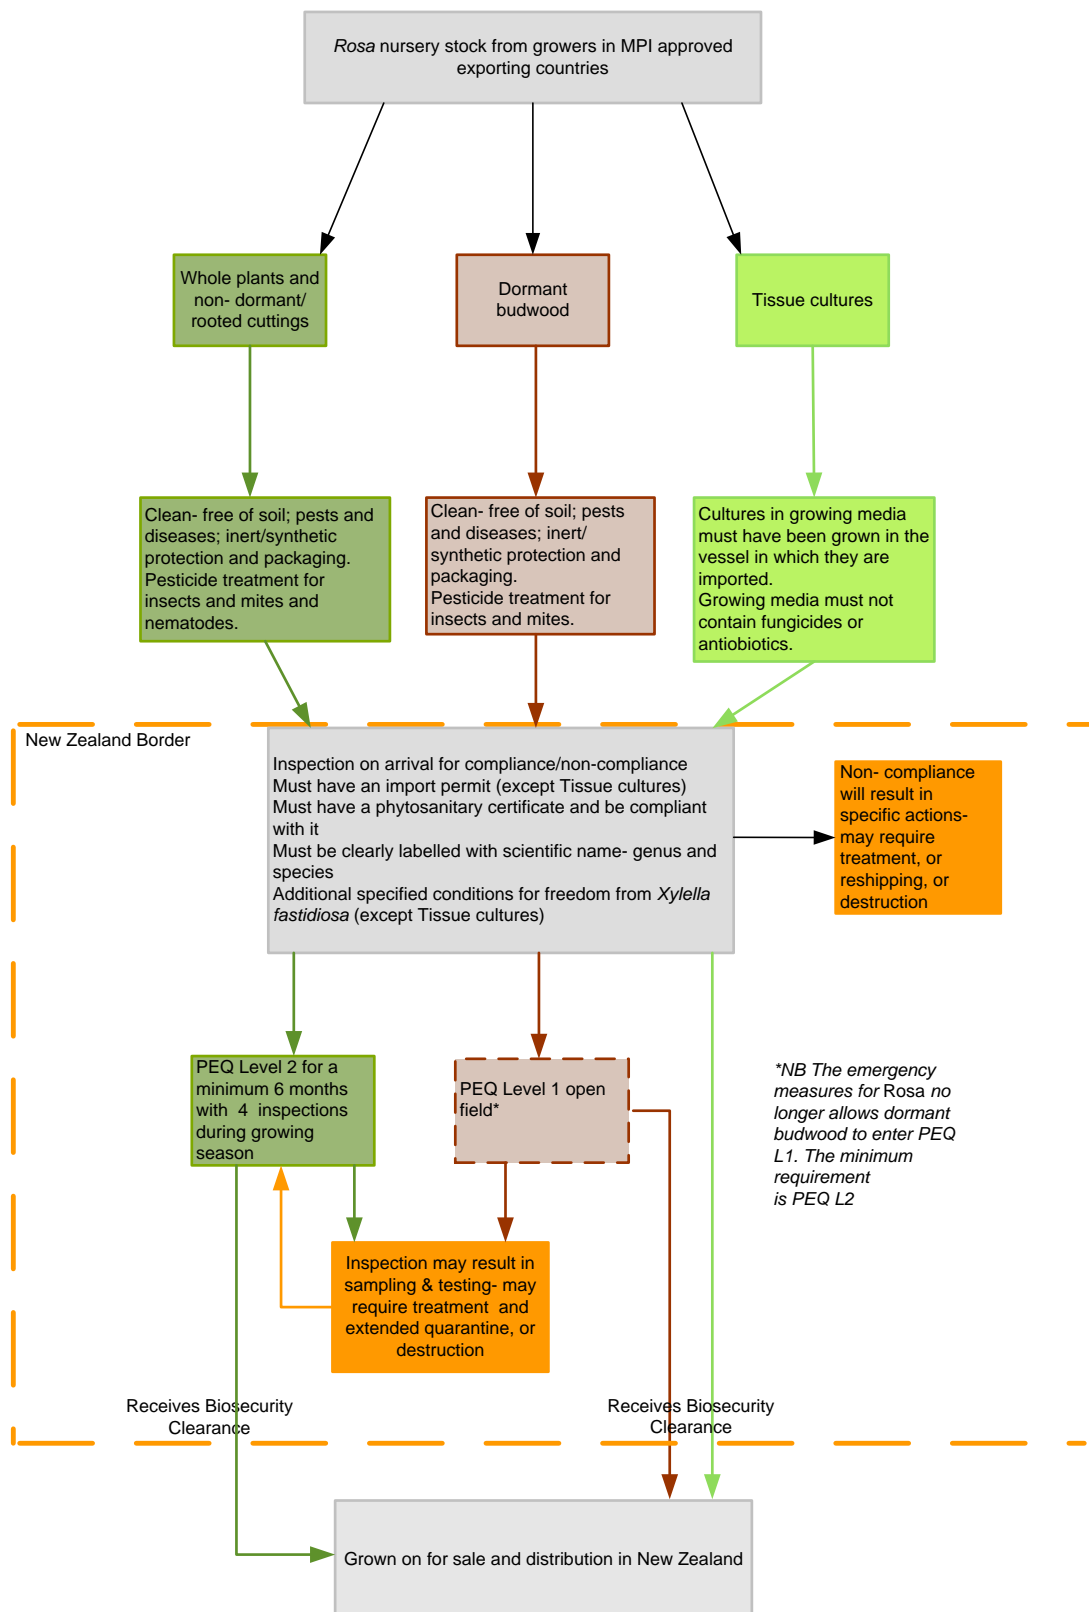 Rosa nursery stock from growers in MPI approved
exporting countries
Whole plants and
non- dormant/
rooted cuttings
Dormant
budwood
Tissue cultures
Clean- free of soil; pests and
diseases; inert/synthetic
protection and packaging.
Pesticide treatment for
insects and mites and
nematodes.
Clean- free of soil; pests
and diseases; inert/
synthetic protection and
packaging.
Pesticide treatment for
insects and mites.
Cultures in growing media
must have been grown in the
vessel in which they are
imported.
Growing media must not
contain fungicides or
antiobiotics.
New Zealand Border
Inspection on arrival for compliance/non-compliance
Must have an import permit (except Tissue cultures)
Must have a phytosanitary certificate and be compliant
with it
Must be clearly labelled with scientific name- genus and
species
Additional specified conditions for freedom from Xylella
fastidiosa (except Tissue cultures)
Non- compliance
will result in
specific actions-
may require
treatment, or
reshipping, or
destruction
PEQ Level 2 for a
minimum 6 months
with 4 inspections
during growing
season
PEQ Level 1 open
field*
*NB The emergency
measures for Rosa no
longer allows dormant
budwood to enter PEQ
L1. The minimum
requirement
is PEQ L2
Inspection may result in
sampling & testing- may
require treatment and
extended quarantine, or
destruction
Receives Biosecurity
Clearance
Receives Biosecurity
Clearance
Grown on for sale and distribution in New Zealand